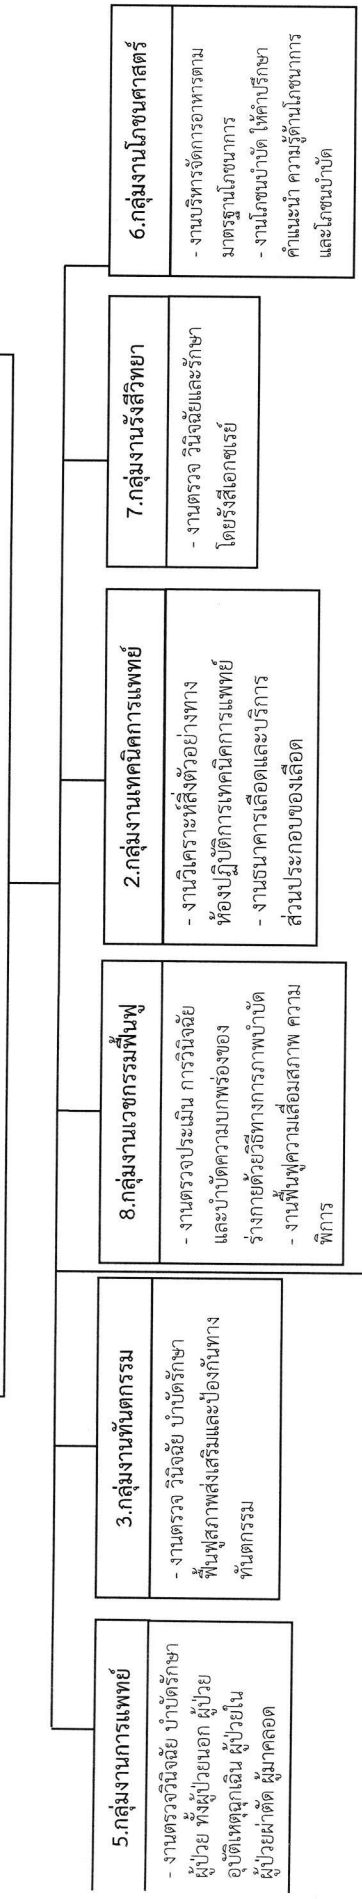 5.กลุ่มงานการแพทย์
- งานตรวจวินิจฉัย บำบัดรักษา
ผู้ป่วย ทั้งผู้ป่วยนอก ผู้ป่วย
อุบัติเหตุฉุกเฉิน ผู้ป่วยใน
ผู้ป่วยผ่าตัด ผู้มาคลอด
3.กลุ่มงานทันตกรรม
- งานตรวจ วินิจฉัย บำบัดรักษา
ฟื้นฟูสภาพส่งเสริมและป้องกันทาง
ทันตกรรม
8.กลุ่มงานเวชกรรมฟื้นฟู
- งานตรวจประเมิน การวินิจฉัย
และบำบัดความบกพร่องของ
ร่างกายด้วยวิธีทางการภาพบำบัด
- งานฟื้นฟูความเสื่อมสภาพ ความ
พิการ
2.กลุ่มงานเทคนิคการแพทย์
- งานวิเคราะห์สิ่งตัวอย่างทาง
ห้องปฏิบัติการเทคนิคการแพทย์
- งานธนาคารเลือดและบริการ
ส่วนประกอบของเลือด
7.กลุ่มงานรังสีวิทยา
- งานตรวจ วินิจฉัยและรักษา
โดยรังสีเอกซเรย์
6.กลุ่มงานโภชนศาสตร์
- งานบริหารจัดการอาหารตาม
มาตรฐานโภชนาการ
- งานโภชนบำบัด ให้คำปรึกษา
คำแนะนำ ความรู้ด้านโภชนาการ
และโภชนบำบัด